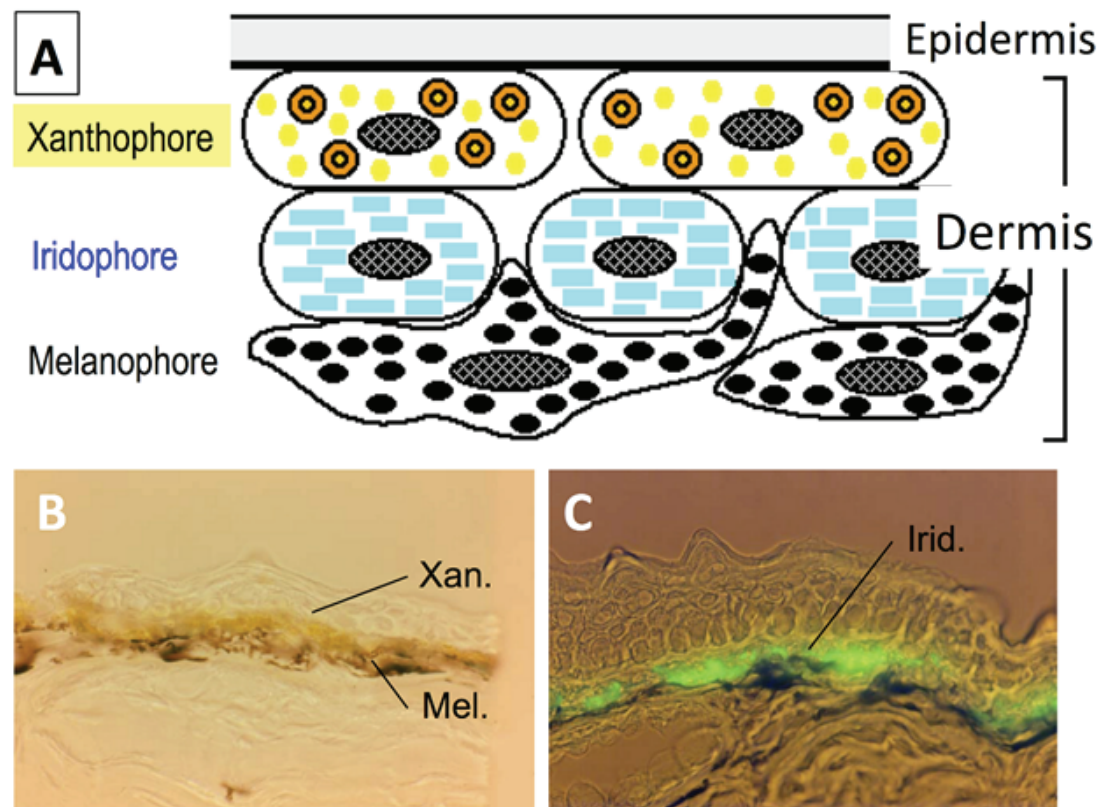 A
Epidermis
Xanthophore
Dermis
Iridophore
Melanophore
B
Xan.
Mel.
C
Irid.